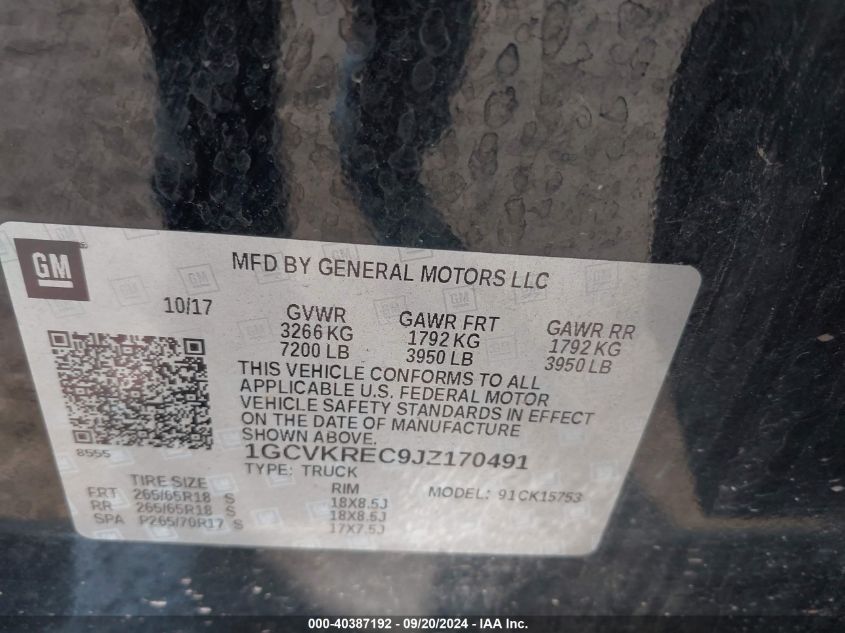 GM
MFD BY GENERAL MOTORS LLC
10/17
GVWR GAWR FRT GAWR RR
3266 KG 1792 KG 1792 KG
7200 LB 3950 LB 3950 LB
THIS VEHICLE CONFORMS TO ALL
APPLICABLE U.S. FEDERAL MOTOR
VEHICLE SAFETY STANDARDS IN EFFECT
ON THE DATE OF MANUFACTURE
SHOWN ABOVE.
8555
1GCVKREC9JZ170491
TYPE: TRUCK
TIRE SIZE RIM MODEL: 91CK15753
FRT 265/65R18 S 18X8.5J
RR 265/65R18 S 18X8.5J
SPA P265/70R17 S 17X7.5J
000-40387192 - 09/20/2024 - IAA Inc.